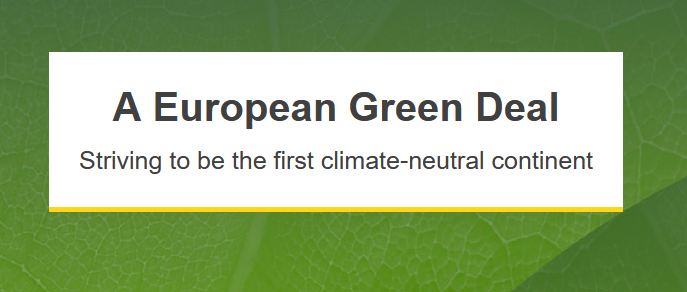 A European Green Deal
Striving to be the first climate-neutral continent